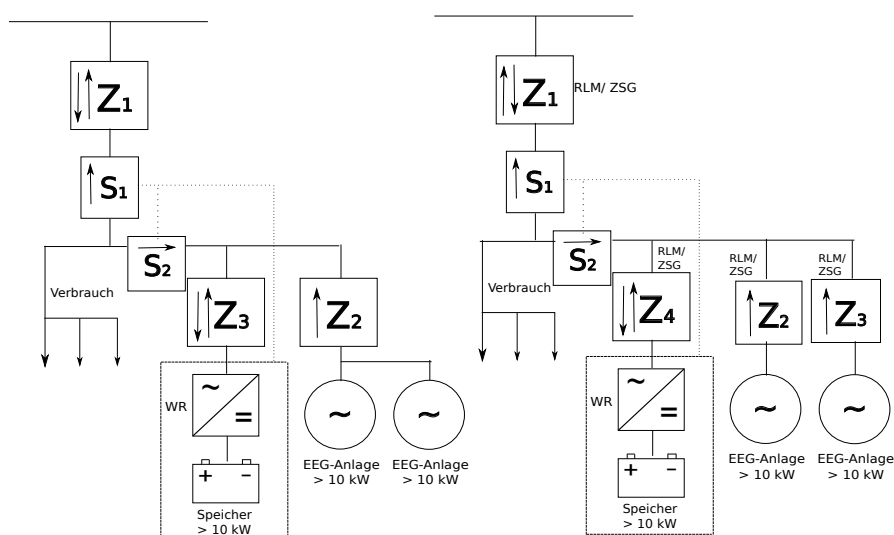 Z1
S1
S2
Verbrauch
Z3
Z2
WR
~
=
+ -
Speicher
> 10 kW
~
EEG-Anlage
> 10 kW
~
EEG-Anlage
> 10 kW
Z1
RLM/ ZSG
S1
S2
Verbrauch
RLM/
ZSG
Z4
RLM/
ZSG
Z2
RLM/
ZSG
Z3
WR
~
=
+ -
Speicher
> 10 kW
~
EEG-Anlage
> 10 kW
~
EEG-Anlage
> 10 kW